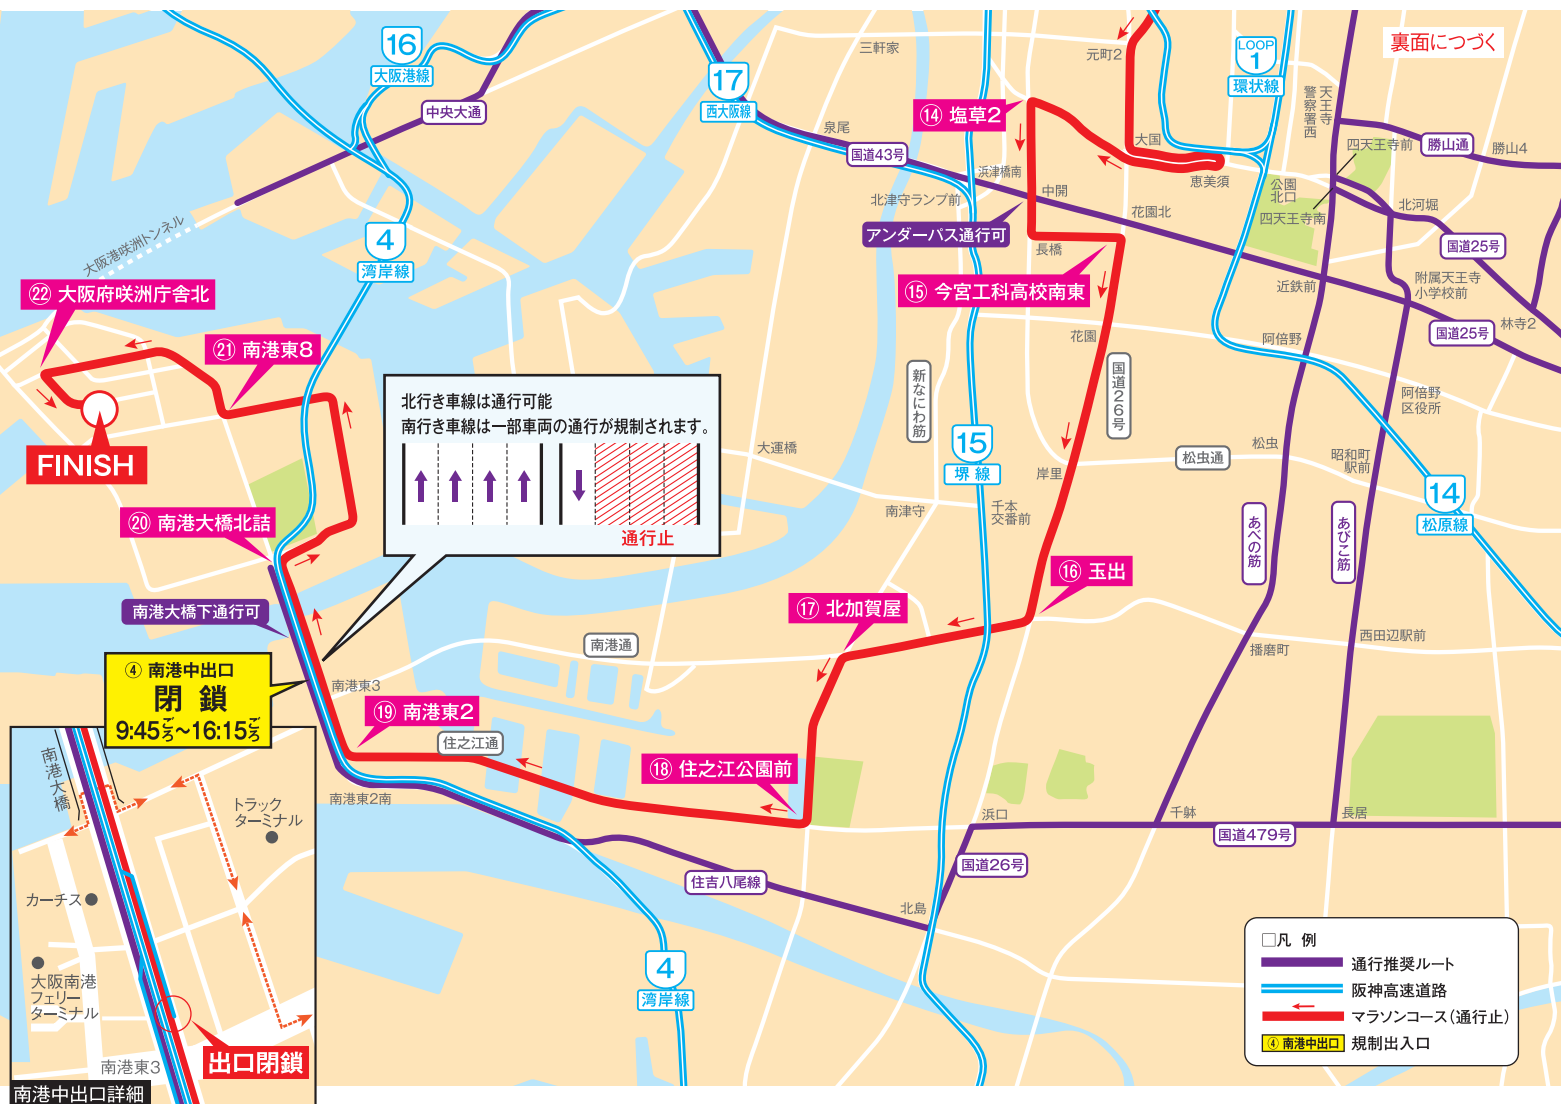 16
大阪港線
中央大通
17
西大阪線
三軒家
元町2
LOOP
1
環状線
裏面につづく
天王寺
警察署西
⑭ 塩草2
泉尾
国道43号
浜津橋南
大国
恵美須
四天王寺前
勝山通
勝山4
北津守ランプ前
中開
花園北
公園
北口
四天王寺南
北河堀
アンダーパス通行可
長橋
国道25号
大阪港咲洲トンネル
4
湾岸線
㉒ 大阪府咲洲庁舎北
⑮ 今宮工科高校南東
近鉄前
附属天王寺
小学校前
林寺2
国道25号
㉑ 南港東8
花園
阿倍野
新なにわ筋
国道26号
阿倍野
区役所
北行き車線は通行可能
南行き車線は一部車両の通行が規制されます。
通行止
FINISH
大運橋
15
堺線
岸里
松虫通
松虫
昭和町
駅前
14
松原線
南津守
千本
交番前
あべの筋
あびこ筋
⑳ 南港大橋北詰
⑯ 玉出
⑰ 北加賀屋
南港大橋下通行可
南港通
播磨町
西田辺駅前
④ 南港中出口
閉鎖
9:45ごろ~16:15ごろ
南港東3
⑲ 南港東2
住之江通
⑱ 住之江公園前
南港東2南
浜口
千躰
長居
国道479号
国道26号
住吉八尾線
北島
4
湾岸線
南港大橋
トラック
ターミナル
カーチス
大阪南港
フェリー
ターミナル
南港東3
出口閉鎖
南港中出口詳細
□凡 例
通行推奨ルート
阪神高速道路
マラソンコース(通行止)
④ 南港中出口
規制出入口